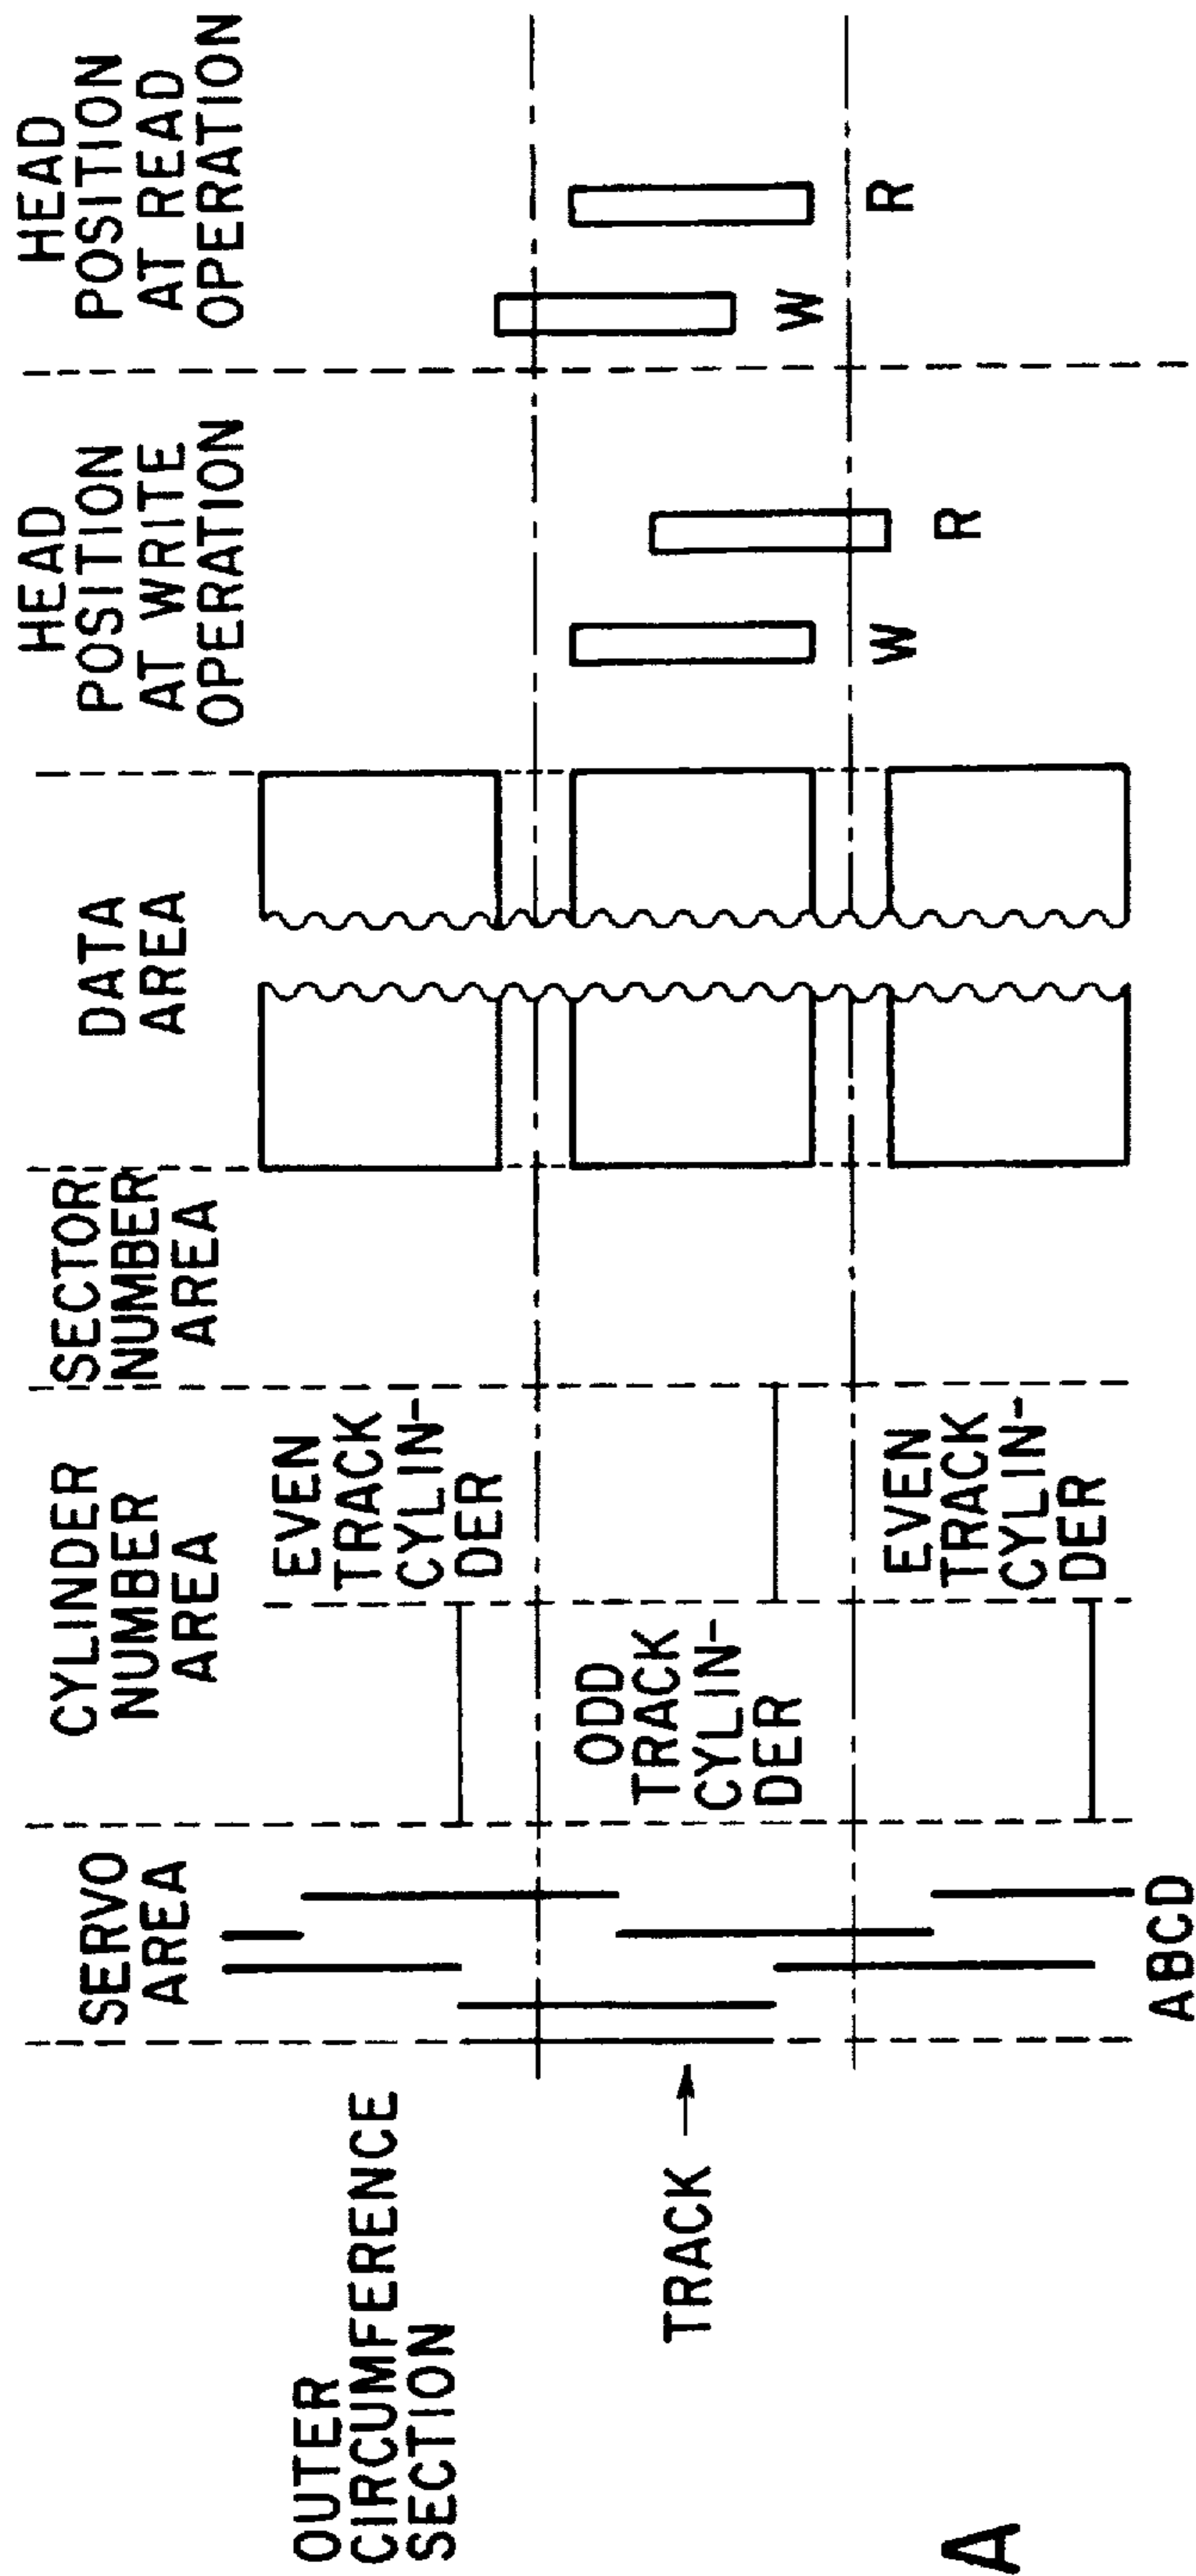 OUTER
CIRCUMFERENCE
SECTION
TRACK
SERVO
AREA
CYLINDER
NUMBER
AREA
SECTOR
NUMBER
AREA
DATA
AREA
HEAD
POSITION
AT WRITE
OPERATION
HEAD
POSITION
AT READ
OPERATION
EVEN
TRACK
CYLIN-
DER
ODD
TRACK
CYLIN-
DER
EVEN
TRACK
CYLIN-
DER
W
R
W
R
ABCD
A